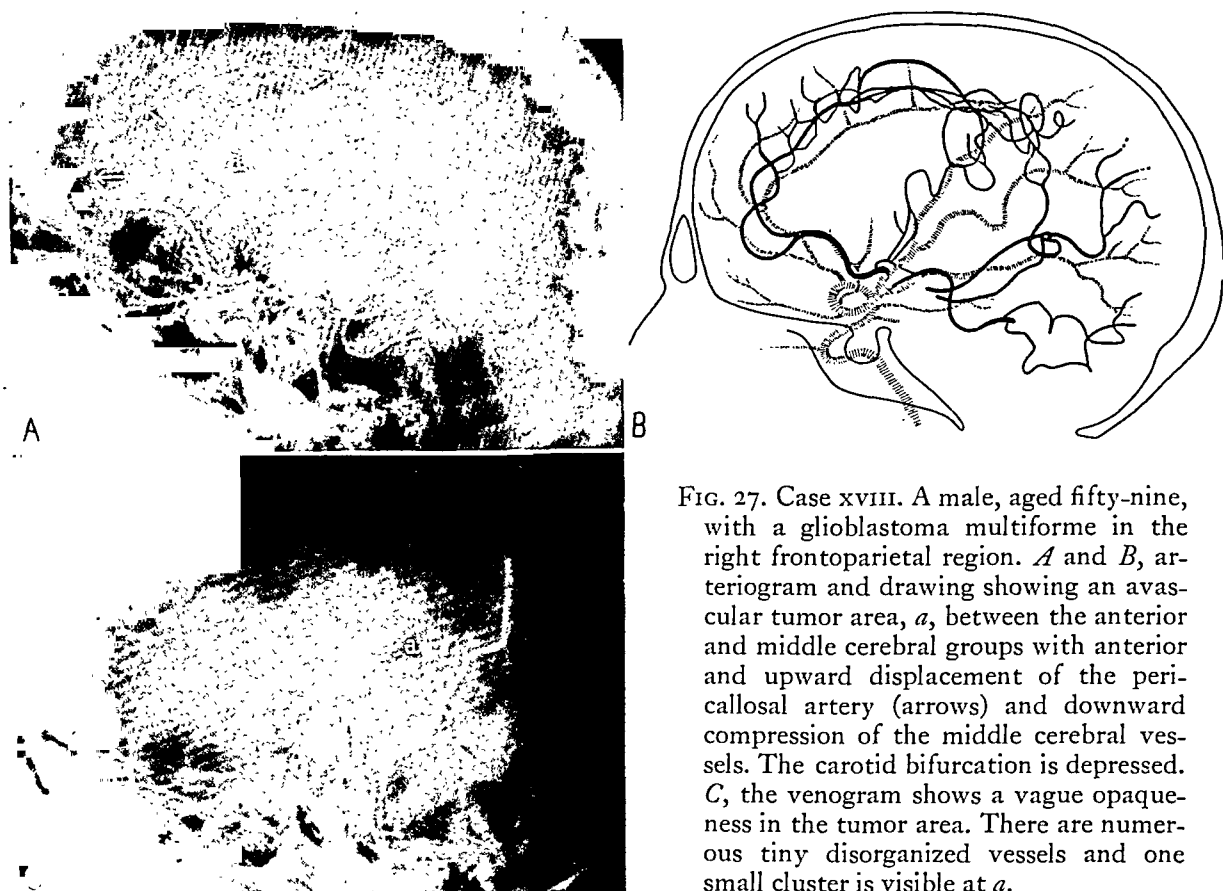 A
B
a
FIG. 27. Case XVIII. A male, aged fifty-nine,
with a glioblastoma multiforme in the
right frontoparietal region. A and B, ar-
teriogram and drawing showing an avas-
cular tumor area, a, between the anterior
and middle cerebral groups with anterior
and upward displacement of the peri-
callosal artery (arrows) and downward
compression of the middle cerebral ves-
sels. The carotid bifurcation is depressed.
C, the venogram shows a vague opaque-
ness in the tumor area. There are numer-
ous tiny disorganized vessels and one
small cluster is visible at a.